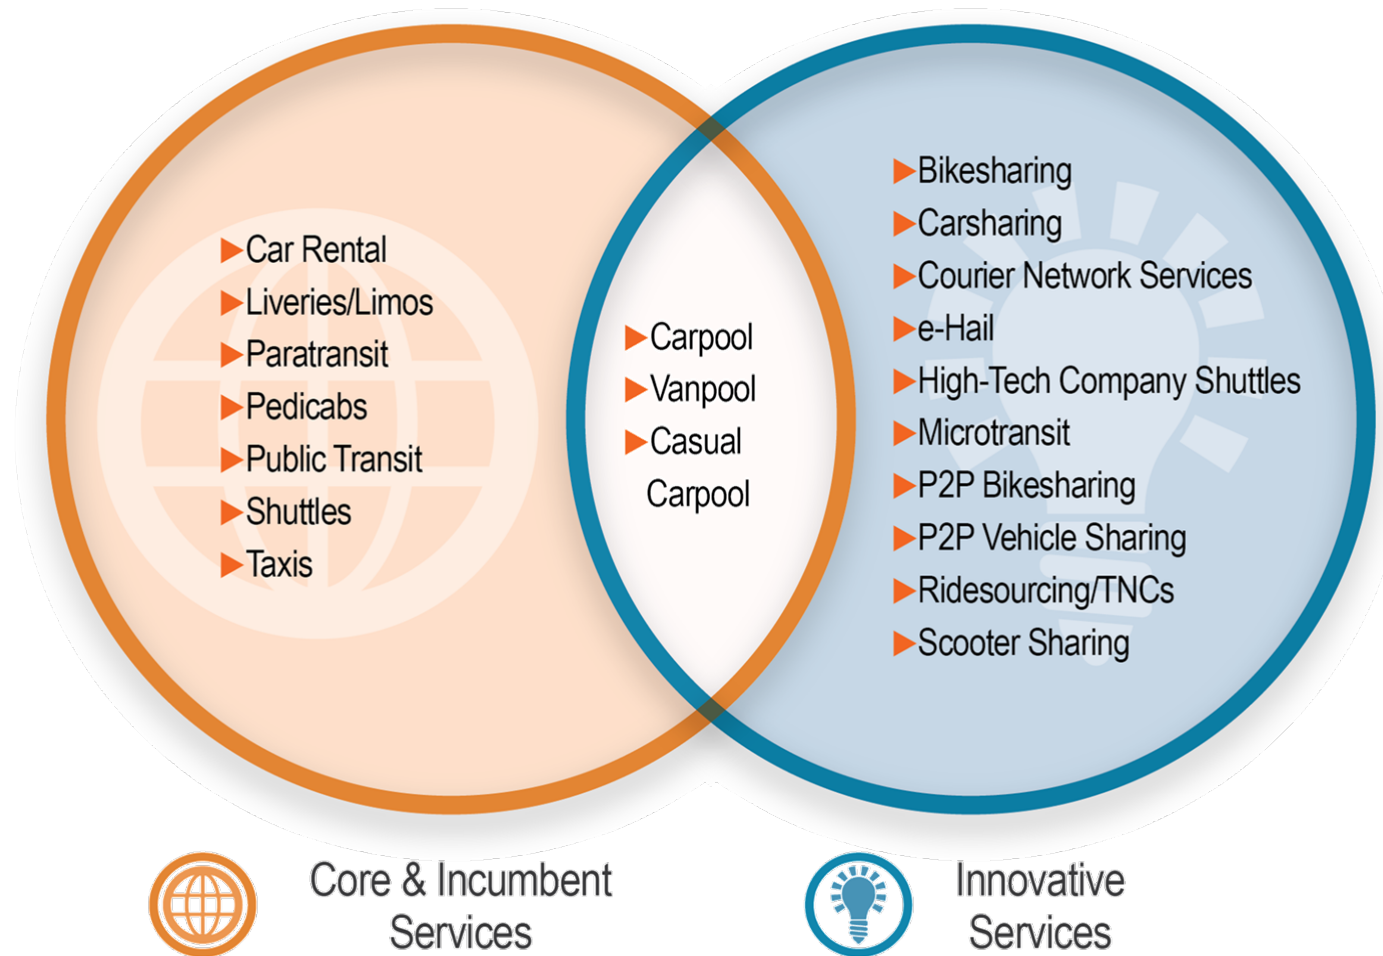 Car Rental
Liveries/Limos
Paratransit
Pedicabs
Public Transit
Shuttles
Taxis
Carpool
Vanpool
Casual
Carpool
Bikesharing
Carsharing
Courier Network Services
e-Hail
High-Tech Company Shuttles
Microtransit
P2P Bikesharing
P2P Vehicle Sharing
Ridesourcing/TNCs
Scooter Sharing
Core & Incumbent
Services
Innovative
Services